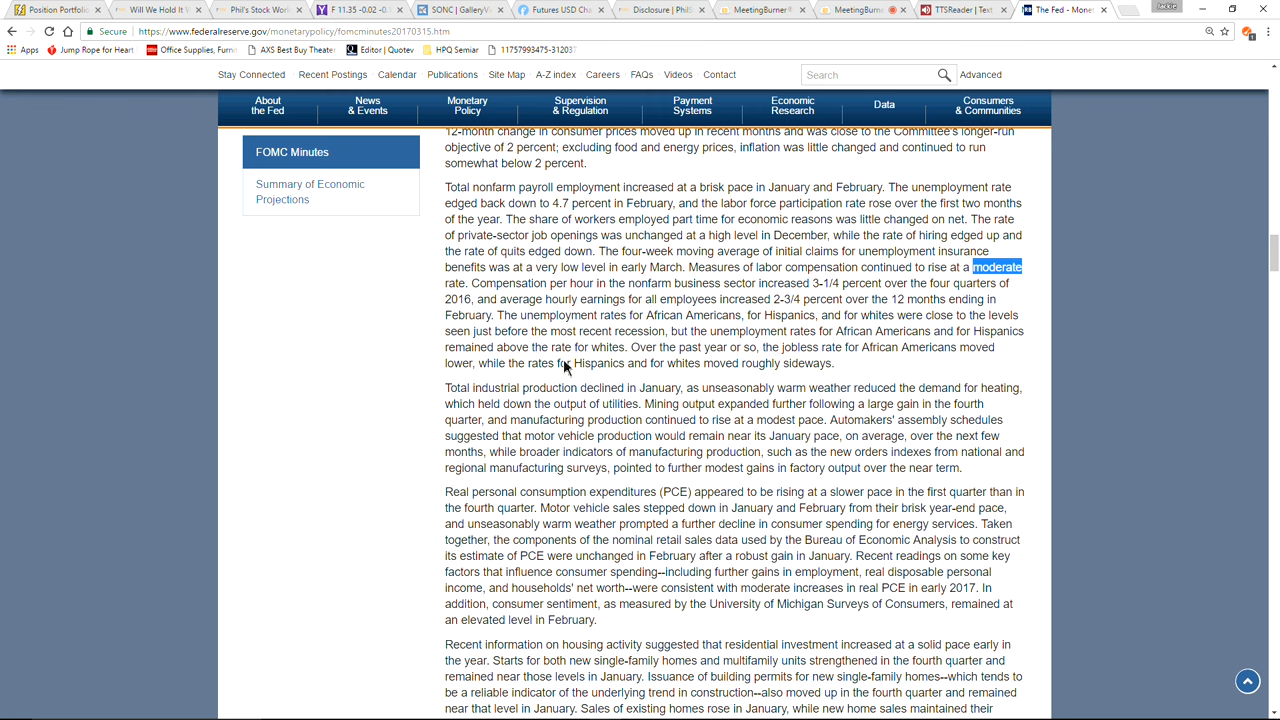 Position Portfolio
Will We Hold It W
Phil's Stock Work
F 11.35 -0.02 -0.
SONC | GalleryVi
Futures USD Cha
Disclosure | PhilS
MeetingBurner
MeetingBurne
TTSReader | Text
The Fed - Monet
Jackie
Secure
https://www.federalreserve.gov/monetarypolicy/fomcminutes20170315.htm
Apps
Jump Rope for Heart
Office Supplies, Furni
AXS Best Buy Theater
Editor | Quotev
HPQ Semiar
11757993475-312037
Stay Connected
Recent Postings
Calendar
Publications
Site Map
A-Z index
Careers
FAQs
Videos
Contact
Search
Advanced
About
the Fed
News
& Events
Monetary
Policy
Supervision
& Regulation
Payment
Systems
Economic
Research
Data
Consumers
& Communities
FOMC Minutes
Summary of Economic
Projections
12-month change in consumer prices moved up in recent months and was close to the Committee's longer-run
objective of 2 percent; excluding food and energy prices, inflation was little changed and continued to run
somewhat below 2 percent.
Total nonfarm payroll employment increased at a brisk pace in January and February. The unemployment rate
edged back down to 4.7 percent in February, and the labor force participation rate rose over the first two months
of the year. The share of workers employed part time for economic reasons was little changed on net. The rate
of private-sector job openings was unchanged at a high level in December, while the rate of hiring edged up and
the rate of quits edged down. The four-week moving average of initial claims for unemployment insurance
benefits was at a very low level in early March. Measures of labor compensation continued to rise at a moderate
rate. Compensation per hour in the nonfarm business sector increased 3-1/4 percent over the four quarters of
2016, and average hourly earnings for all employees increased 2-3/4 percent over the 12 months ending in
February. The unemployment rates for African Americans, for Hispanics, and for whites were close to the levels
seen just before the most recent recession, but the unemployment rates for African Americans and for Hispanics
remained above the rate for whites. Over the past year or so, the jobless rate for African Americans moved
lower, while the rates for Hispanics and for whites moved roughly sideways.
Total industrial production declined in January, as unseasonably warm weather reduced the demand for heating,
which held down the output of utilities. Mining output expanded further following a large gain in the fourth
quarter, and manufacturing production continued to rise at a modest pace. Automakers' assembly schedules
suggested that motor vehicle production would remain near its January pace, on average, over the next few
months, while broader indicators of manufacturing production, such as the new orders indexes from national and
regional manufacturing surveys, pointed to further modest gains in factory output over the near term.
Real personal consumption expenditures (PCE) appeared to be rising at a slower pace in the first quarter than in
the fourth quarter. Motor vehicle sales stepped down in January and February from their brisk year-end pace,
and unseasonably warm weather prompted a further decline in consumer spending for energy services. Taken
together, the components of the nominal retail sales data used by the Bureau of Economic Analysis to construct
its estimate of PCE were unchanged in February after a robust gain in January. Recent readings on some key
factors that influence consumer spending--including further gains in employment, real disposable personal
income, and households' net worth--were consistent with moderate increases in real PCE in early 2017. In
addition, consumer sentiment, as measured by the University of Michigan Surveys of Consumers, remained at
an elevated level in February.
Recent information on housing activity suggested that residential investment increased at a solid pace early in
the year. Starts for both new single-family homes and multifamily units strengthened in the fourth quarter and
remained near those levels in January. Issuance of building permits for new single-family homes--which tends to
be a reliable indicator of the underlying trend in construction--also moved up in the fourth quarter and remained
near that level in January. Sales of existing homes rose in January, while new home sales maintained their